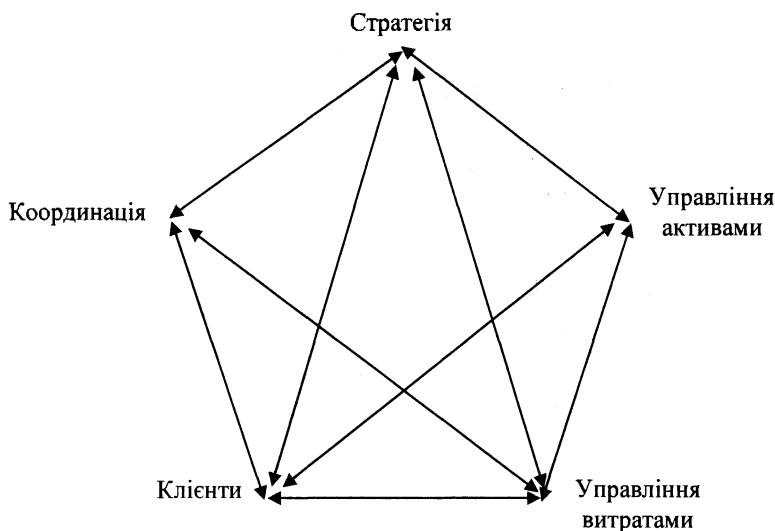 Стратегія
Координація
Управління
активами
Клієнти
Управління
витратами